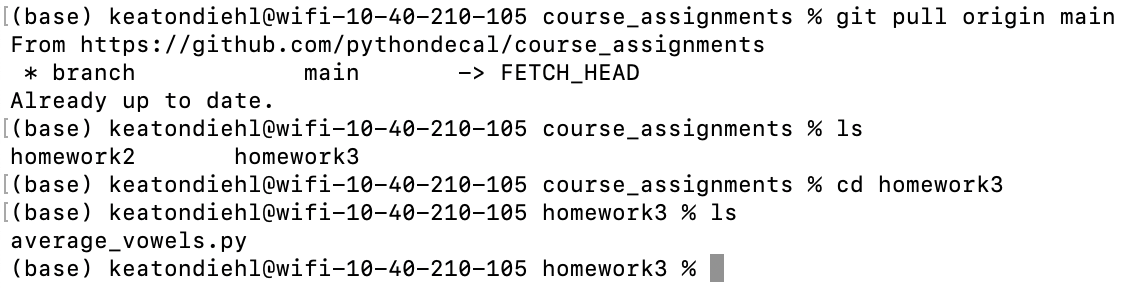 [(base) keatondiehl@wifi-10-40-210-105 course_assignments % git pull origin main
From https://github.com/pythondecal/course_assignments
 * branch            main       -> FETCH_HEAD
Already up to date.
[(base) keatondiehl@wifi-10-40-210-105 course_assignments % ls
homework2       homework3
[(base) keatondiehl@wifi-10-40-210-105 course_assignments % cd homework3
[(base) keatondiehl@wifi-10-40-210-105 homework3 % ls
average_vowels.py
(base) keatondiehl@wifi-10-40-210-105 homework3 %